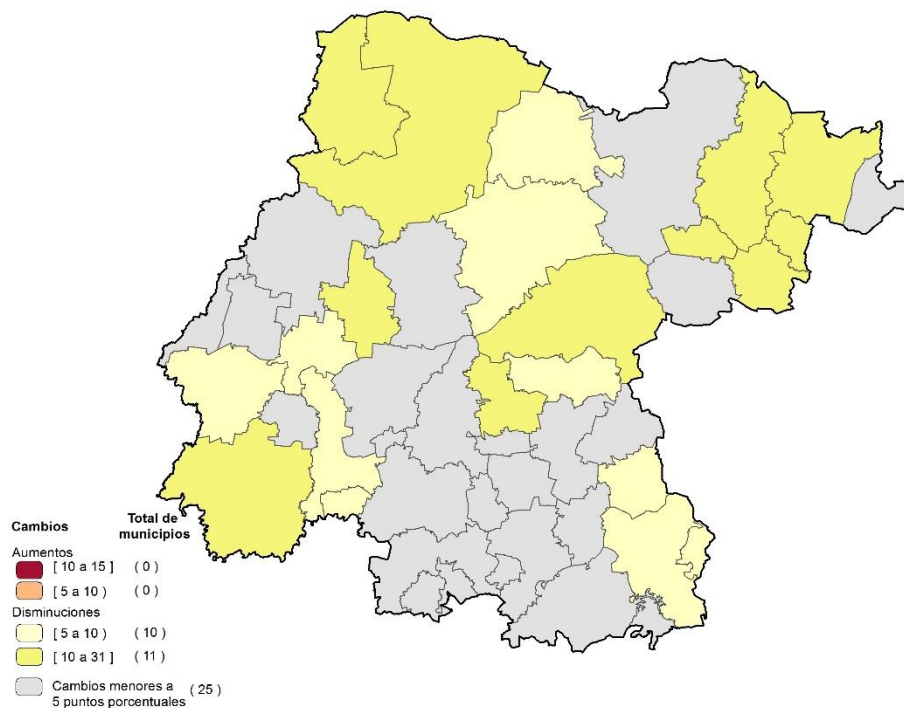 Cambios
Total de
municipios
Aumentos
[ 10 a 15 ] ( 0 )
[ 5 a 10 ) ( 0 )
Disminuciones
[ 5 a 10 ) ( 10 )
[ 10 a 31 ] ( 11 )
Cambios menores a ( 25 )
5 puntos porcentuales